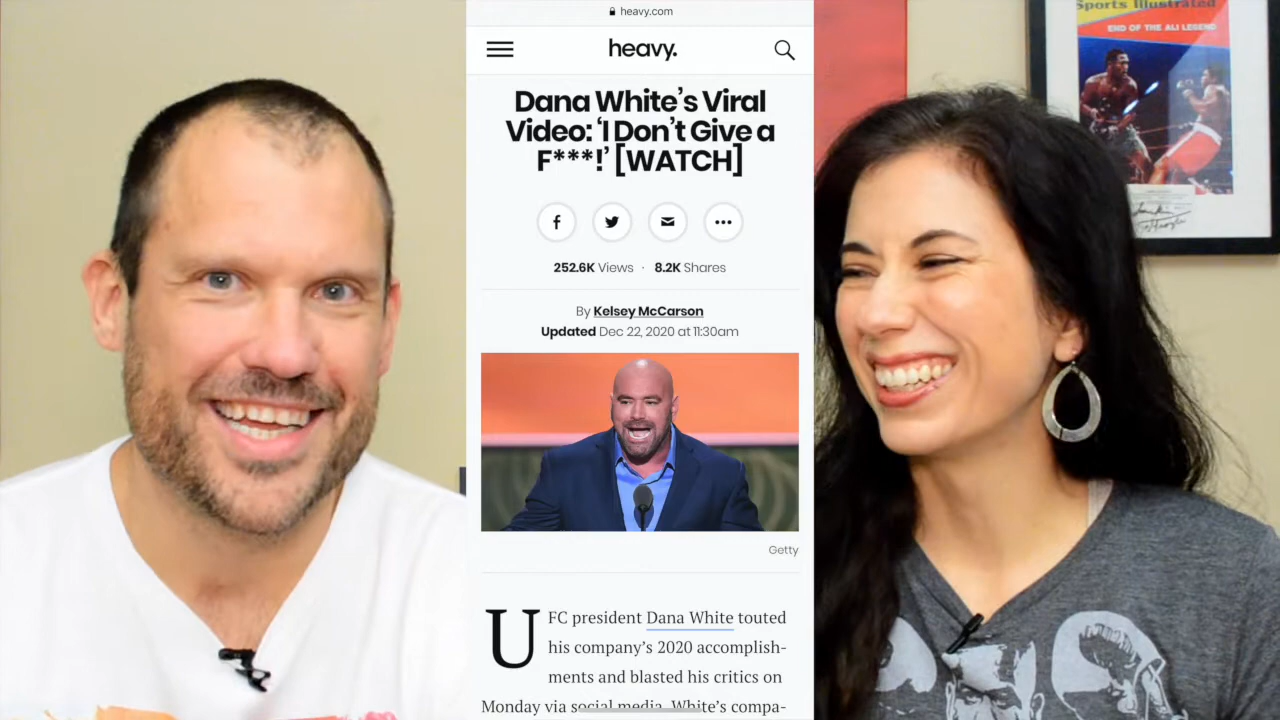 heavy.com
heavy.
Dana White's Viral
Video: 'I Don't Give a
F***!' [WATCH]
252.6K Views · 8.2K Shares
By Kelsey McCarson
Updated Dec 22, 2020 at 11:30am
Getty
UFC president Dana White touted
his company's 2020 accomplish-
ments and blasted his critics on
Monday via social media. White's compa-
Sports Illustrated
END OF THE ALI LEGEND